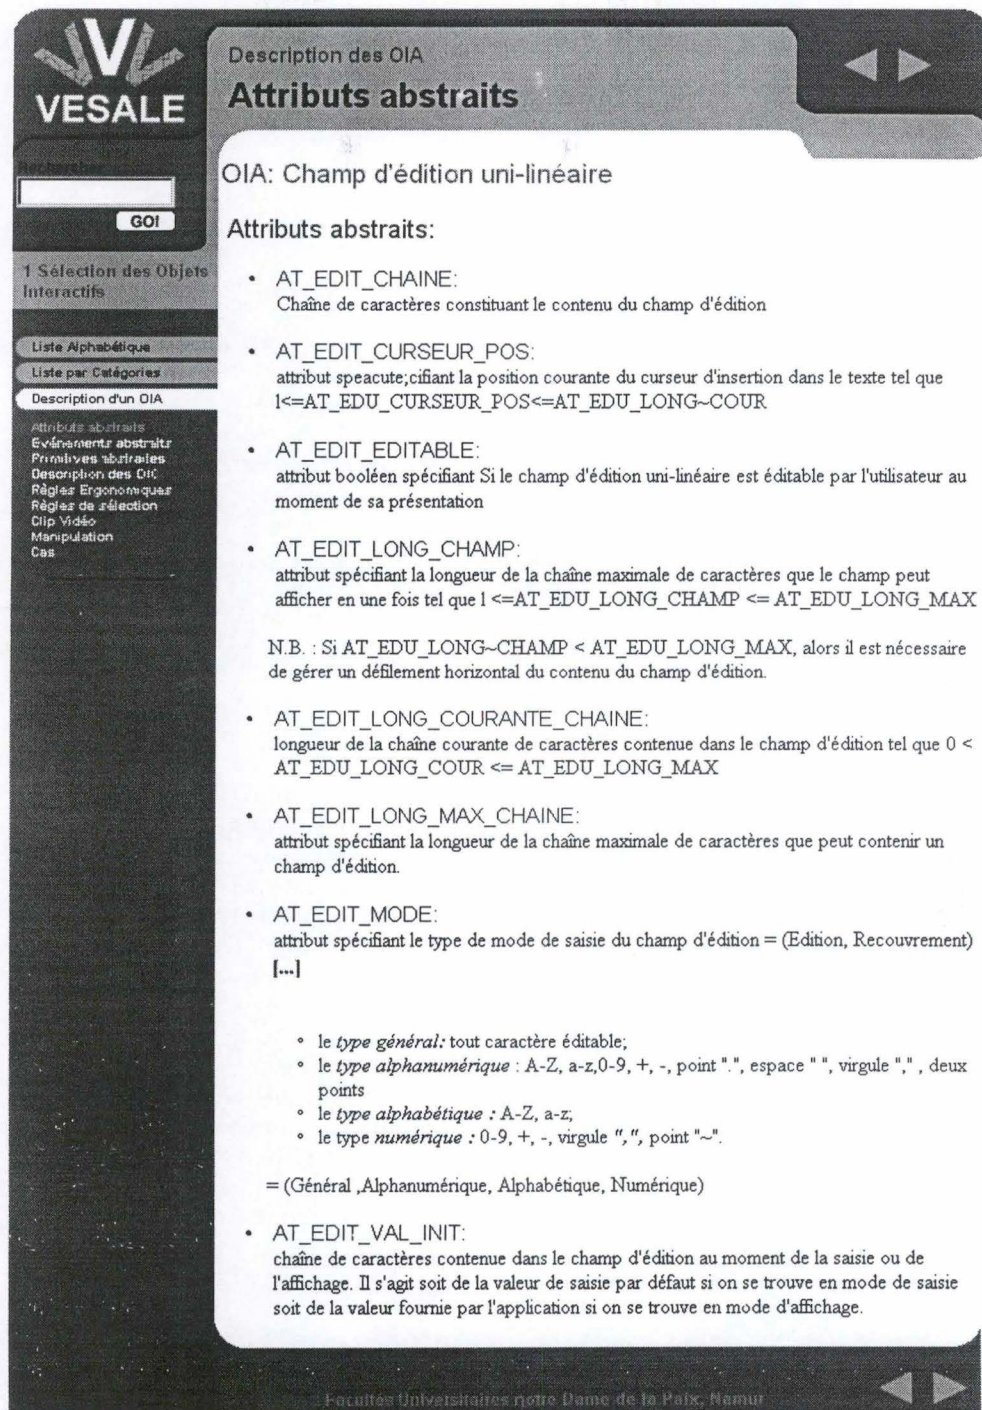 VESALE
Description des OIA
Attributs abstraits
Rechercher
GO!
1 Sélection des Objets
Interactifs
Liste Alphabétique
Liste par Catégories
Description d'un OIA
Attributs abstraits
Evénements abstraits
Primitives abstraites
Description des OIC
Règles Ergonomiques
Règles de sélection
Clip Vidéo
Manipulation
Cas
OIA: Champ d'édition uni-linéaire
Attributs abstraits:
• AT_EDIT_CHAINE:
Chaîne de caractères constituant le contenu du champ d'édition
• AT_EDIT_CURSEUR_POS:
attribut speacute;cifiant la position courante du curseur d'insertion dans le texte tel que
l<=AT_EDU_CURSEUR_POS<=AT_EDU_LONG~COUR
• AT_EDIT_EDITABLE:
attribut booléen spécifiant Si le champ d'édition uni-linéaire est éditable par l'utilisateur au
moment de sa présentation
• AT_EDIT_LONG_CHAMP:
attribut spécifiant la longueur de la chaîne maximale de caractères que le champ peut
afficher en une fois tel que l <=AT_EDU_LONG_CHAMP <= AT_EDU_LONG_MAX
N.B. : Si AT_EDU_LONG~CHAMP < AT_EDU_LONG_MAX, alors il est nécessaire
de gérer un défilement horizontal du contenu du champ d'édition.
• AT_EDIT_LONG_COURANTE_CHAINE:
longueur de la chaîne courante de caractères contenue dans le champ d'édition tel que 0 <
AT_EDU_LONG_COUR <= AT_EDU_LONG_MAX
• AT_EDIT_LONG_MAX_CHAINE:
attribut spécifiant la longueur de la chaîne maximale de caractères que peut contenir un
champ d'édition.
• AT_EDIT_MODE:
attribut spécifiant le type de mode de saisie du champ d'édition = (Edition, Recouvrement)
[...]
° le type général: tout caractère éditable;
° le type alphanumérique : A-Z, a-z,0-9, +, -, point ".", espace " ", virgule "," , deux
points
° le type alphabétique : A-Z, a-z;
° le type numérique : 0-9, +, -, virgule ",", point "~".
= (Général ,Alphanumérique, Alphabétique, Numérique)
• AT_EDIT_VAL_INIT:
chaîne de caractères contenue dans le champ d'édition au moment de la saisie ou de
l'affichage. Il s'agit soit de la valeur de saisie par défaut si on se trouve en mode de saisie
soit de la valeur fournie par l'application si on se trouve en mode d'affichage.
Facultés Universitaires notre Dame de la Paix, Namur